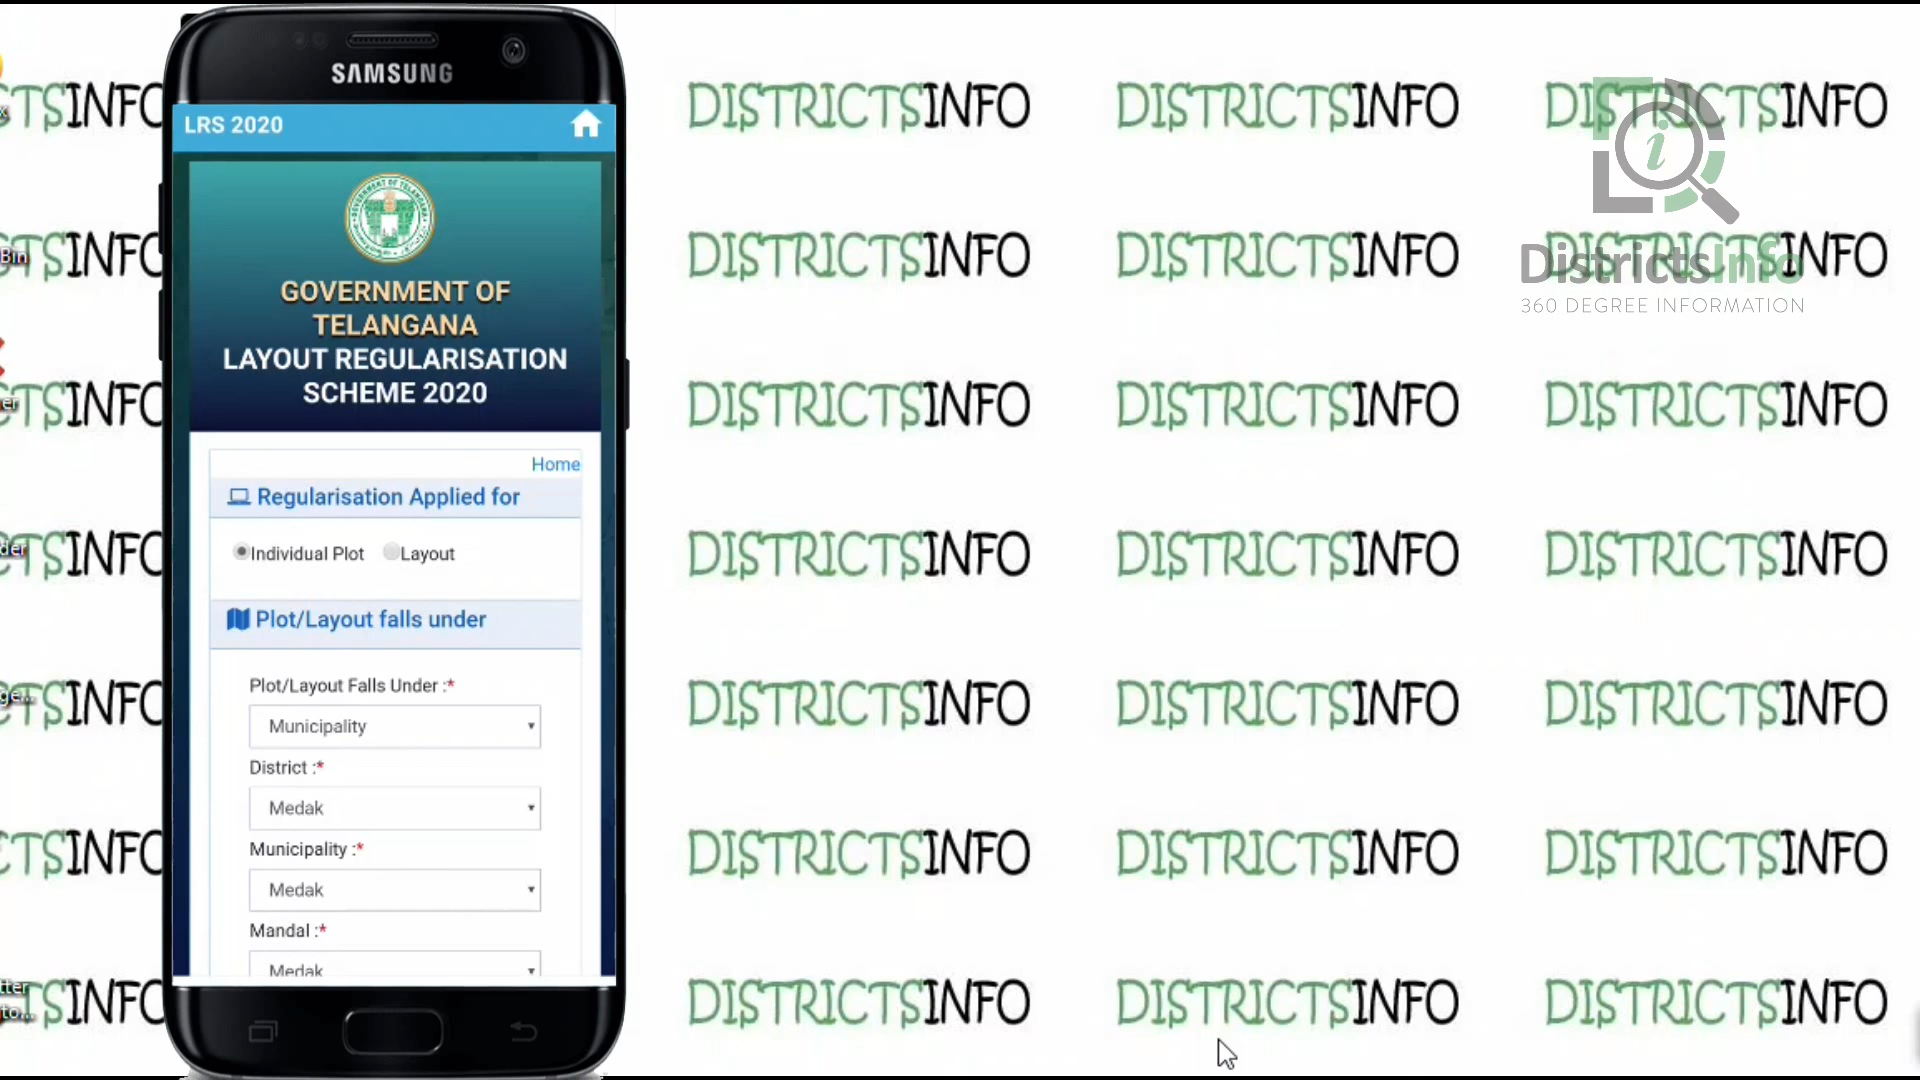 SAMSUNG
LRS 2020
GOVERNMENT OF
TELANGANA
LAYOUT REGULARISATION
SCHEME 2020
Home
Regularisation Applied for
Individual Plot Layout
Plot/Layout falls under
Plot/Layout Falls Under :*
Municipality
District :*
Medak
Municipality :*
Medak
Mandal :*
Medak
DISTRICTSINFO DISTRICTSINFO DISTRICTSINFO
DISTRICTSINFO DISTRICTSINFO DISTRICTSINFO
DISTRICTSINFO DISTRICTSINFO DISTRICTSINFO
DISTRICTSINFO DISTRICTSINFO DISTRICTSINFO
DISTRICTSINFO DISTRICTSINFO DISTRICTSINFO
DISTRICTSINFO DISTRICTSINFO DISTRICTSINFO
DISTRICTSINFO DISTRICTSINFO DISTRICTSINFO
DistrictsInfo
360 DEGREE INFORMATION
Bin